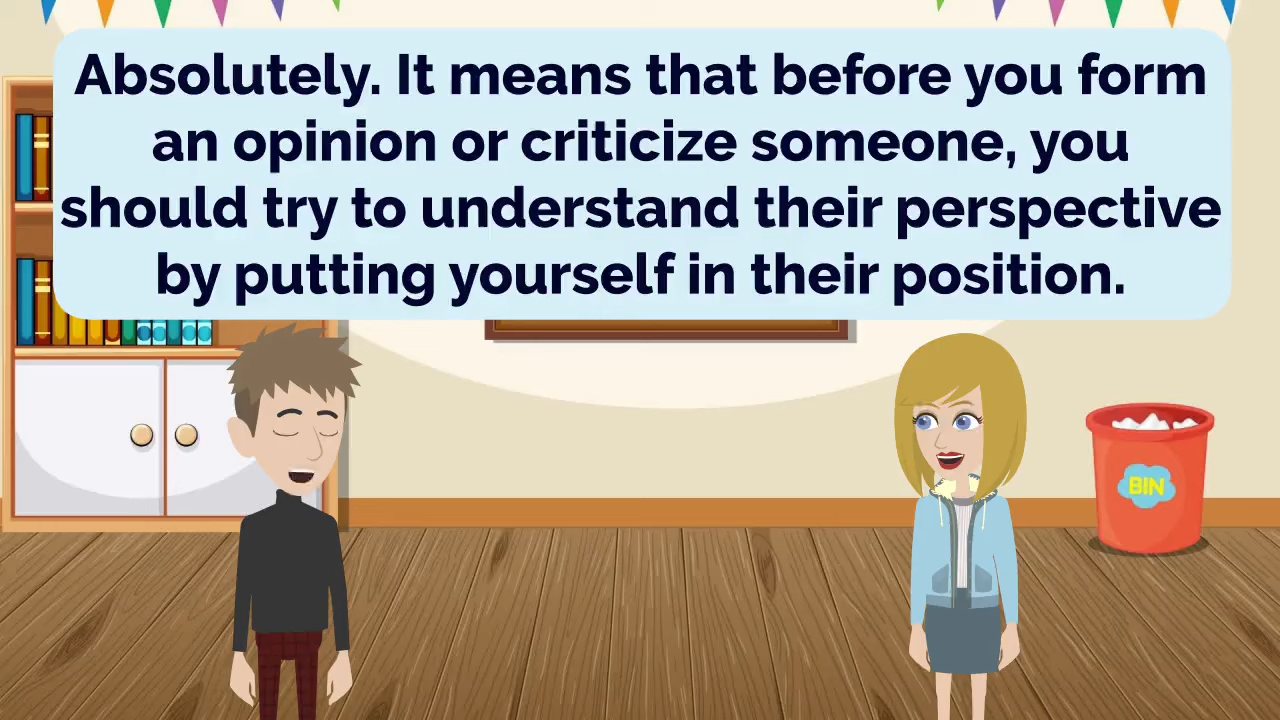 Absolutely. It means that before you form
an opinion or criticize someone, you
should try to understand their perspective
by putting yourself in their position.
BIN